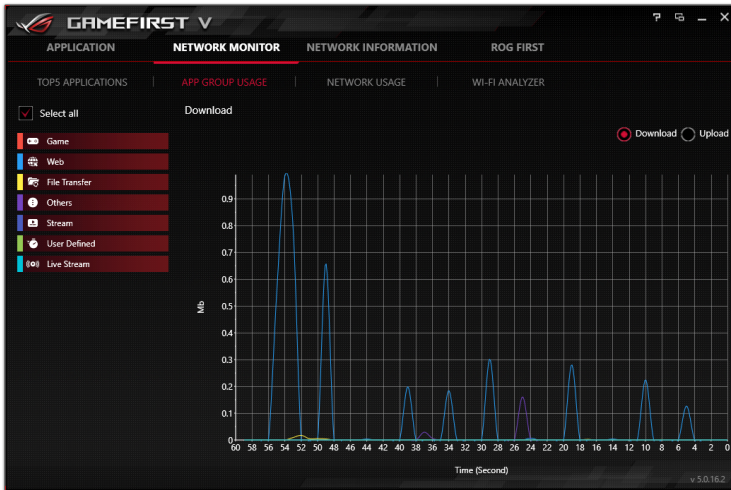 GAMEFIRST V
? 
APPLICATION NETWORK MONITOR NETWORK INFORMATION ROG FIRST
TOP5 APPLICATIONS APP GROUP USAGE NETWORK USAGE WI-FI ANALYZER
Select all
Game
Web
File Transfer
Others
Stream
User Defined
Live Stream
Download
Download Upload
0.9
0.8
0.7
0.6
0.5
0.4
0.3
0.2
0.1
0
Mb
60 58 56 54 52 50 48 46 44 42 40 38 36 34 32 30 28 26 24 22 20 18 16 14 12 10 8 6 4 2 0
Time (Second)
v 5.0.16.2